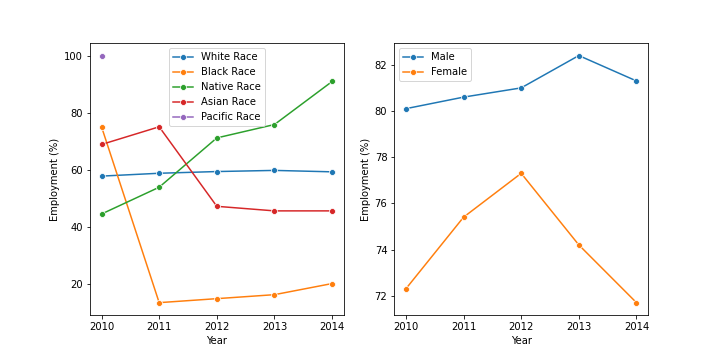 100
80
60
40
20
Employment (%)
2010 2011 2012 2013 2014
Year
White Race
Black Race
Native Race
Asian Race
Pacific Race
82
80
78
76
74
72
Employment (%)
2010 2011 2012 2013 2014
Year
Male
Female